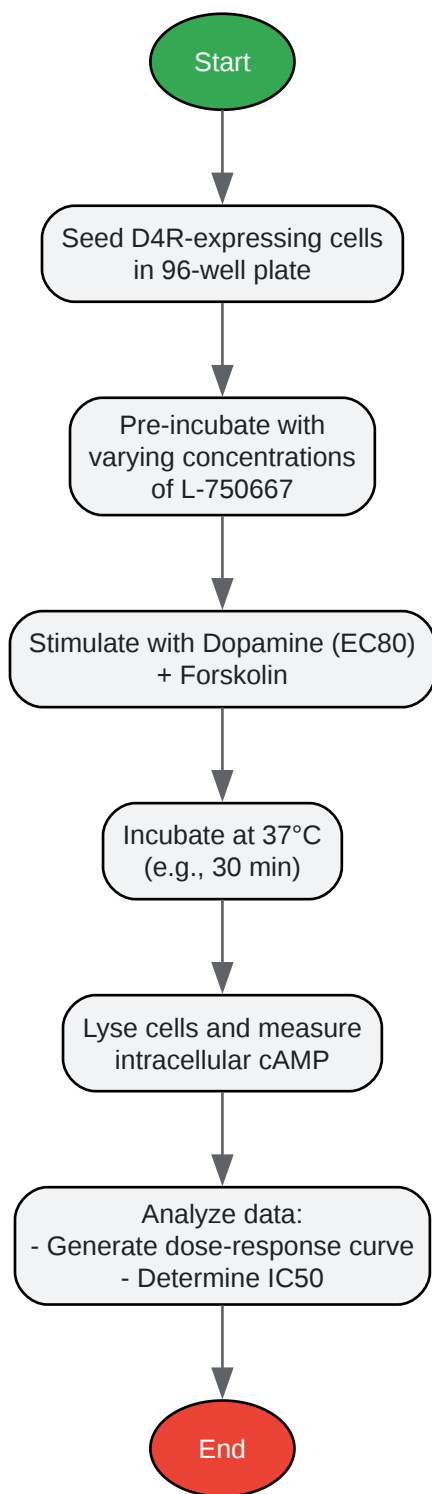 Start
Seed D4R-expressing cells
in 96-well plate
Pre-incubate with
varying concentrations
of L-750667
Stimulate with Dopamine (EC80)
+ Forskolin
Incubate at 37°C
(e.g., 30 min)
Lyse cells and measure
intracellular cAMP
Analyze data:
- Generate dose-response curve
- Determine IC50
End